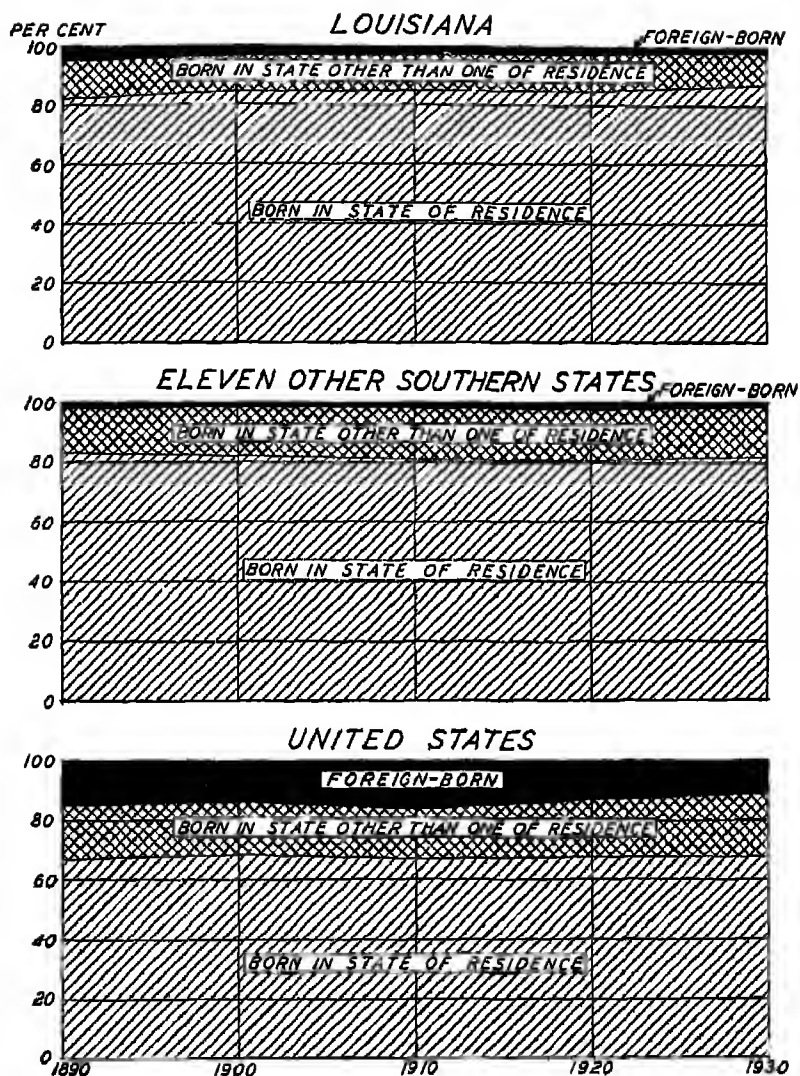 LOUISIANA
PER CENT
FOREIGN-BORN
100
BORN IN STATE OTHER THAN ONE OF RESIDENCE
80
60
BORN IN STATE OF RESIDENCE
40
20
0
ELEVEN OTHER SOUTHERN STATES
FOREIGN-BORN
100
BORN IN STATE OTHER THAN ONE OF RESIDENCE
80
60
BORN IN STATE OF RESIDENCE
40
20
0
UNITED STATES
100
FOREIGN-BORN
80
BORN IN STATE OTHER THAN ONE OF RESIDENCE
60
40
BORN IN STATE OF RESIDENCE
20
0
1890 1900 1910 1920 1930